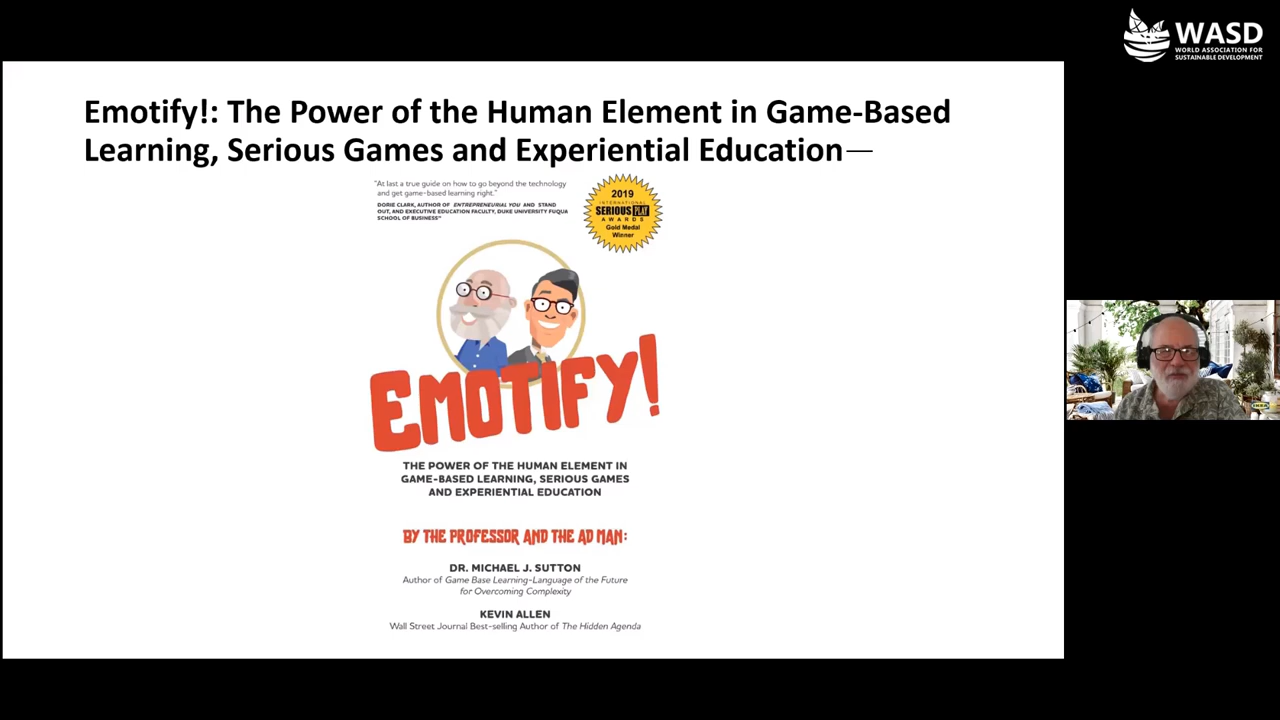 WASD
WORLD ASSOCIATION FOR
SUSTAINABLE DEVELOPMENT
Emotify!: The Power of the Human Element in Game-Based
Learning, Serious Games and Experiential Education—
"At last a true guide on how to go beyond the technology
and get game-based learning right."
DORIE CLARK, AUTHOR OF ENTREPRENEURIAL YOU AND STAND
OUT, AND EXECUTIVE EDUCATION FACULTY, DUKE UNIVERSITY FUQUA
SCHOOL OF BUSINESS"
2019
INTERNATIONAL
SERIOUS PLAY
AWARDS
Gold Medal
Winner
EMOTIFY!
THE POWER OF THE HUMAN ELEMENT IN
GAME-BASED LEARNING, SERIOUS GAMES
AND EXPERIENTIAL EDUCATION
BY THE PROFESSOR AND THE AD MAN:
DR. MICHAEL J. SUTTON
Author of Game Base Learning-Language of the Future
for Overcoming Complexity
KEVIN ALLEN
Wall Street Journal Best-selling Author of The Hidden Agenda
IKEA